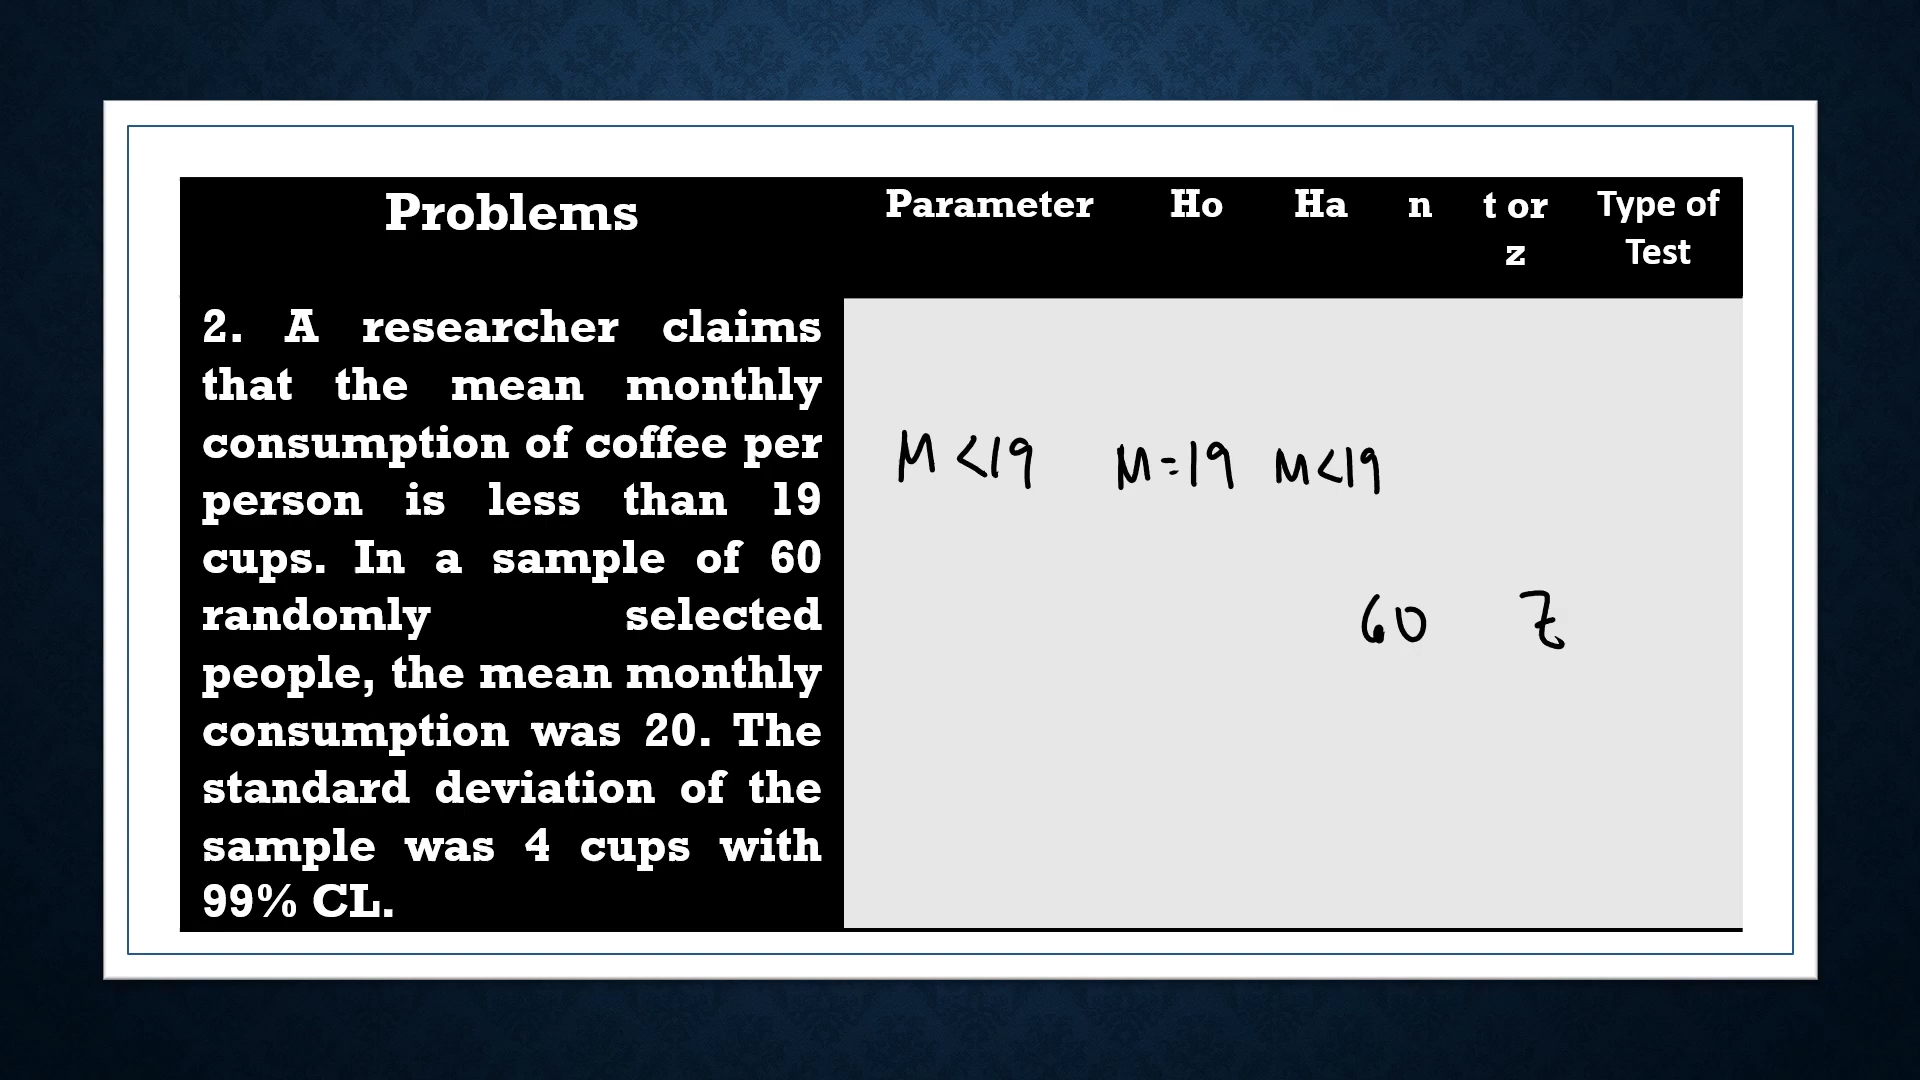 Problems
Parameter Ho Ha n t or z Type of Test
2. A researcher claims
that the mean monthly
consumption of coffee per
person is less than 19
cups. In a sample of 60
randomly selected
people, the mean monthly
consumption was 20. The
standard deviation of the
sample was 4 cups with
99% CL.
M < 19 M = 19 M < 19
60 Z